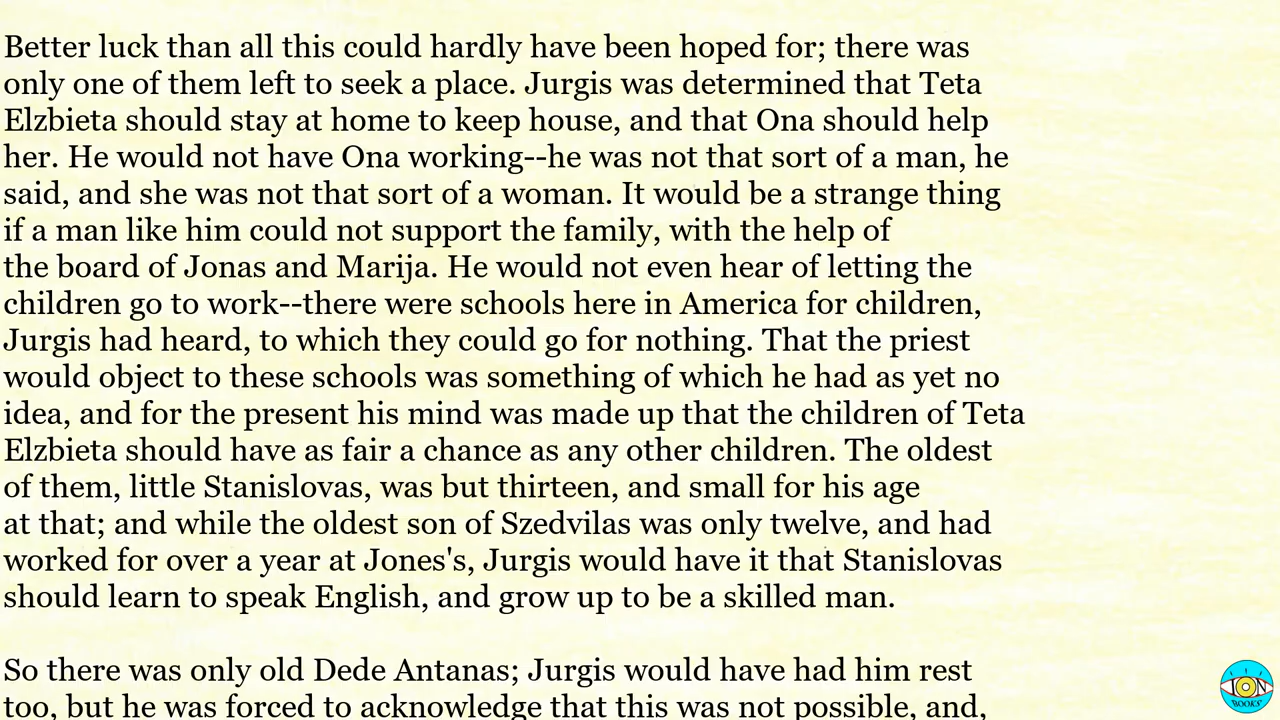 Better luck than all this could hardly have been hoped for; there was
only one of them left to seek a place. Jurgis was determined that Teta
Elzbieta should stay at home to keep house, and that Ona should help
her. He would not have Ona working--he was not that sort of a man, he
said, and she was not that sort of a woman. It would be a strange thing
if a man like him could not support the family, with the help of
the board of Jonas and Marija. He would not even hear of letting the
children go to work--there were schools here in America for children,
Jurgis had heard, to which they could go for nothing. That the priest
would object to these schools was something of which he had as yet no
idea, and for the present his mind was made up that the children of Teta
Elzbieta should have as fair a chance as any other children. The oldest
of them, little Stanislovas, was but thirteen, and small for his age
at that; and while the oldest son of Szedvilas was only twelve, and had
worked for over a year at Jones's, Jurgis would have it that Stanislovas
should learn to speak English, and grow up to be a skilled man.
So there was only old Dede Antanas; Jurgis would have had him rest
too, but he was forced to acknowledge that this was not possible, and,
ION
BOOKS